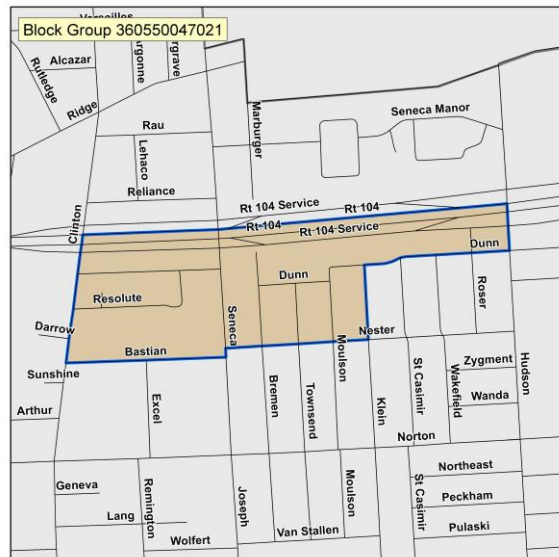 Versailles
Block Group 360550047021
Alcazar
Rutledge
Argonne
Ridge
Marburger
Seneca Manor
Rau
Lehaco
Reliance
Clinton
Rt 104 Service
Rt 104
Rt 104
Rt 104 Service
Dunn
Dunn
Resolute
Seneca
Roser
Darrow
Bastian
Nester
Moulson
Sunshine
Excel
Bremen
Townsend
Klein
St Casimir
Wakefield
Zygment
Hudson
Wanda
Arthur
Norton
Geneva
Remington
Joseph
Moulson
St Casimir
Northeast
Lang
Peckham
Van Stallen
Pulaski
Wolfert